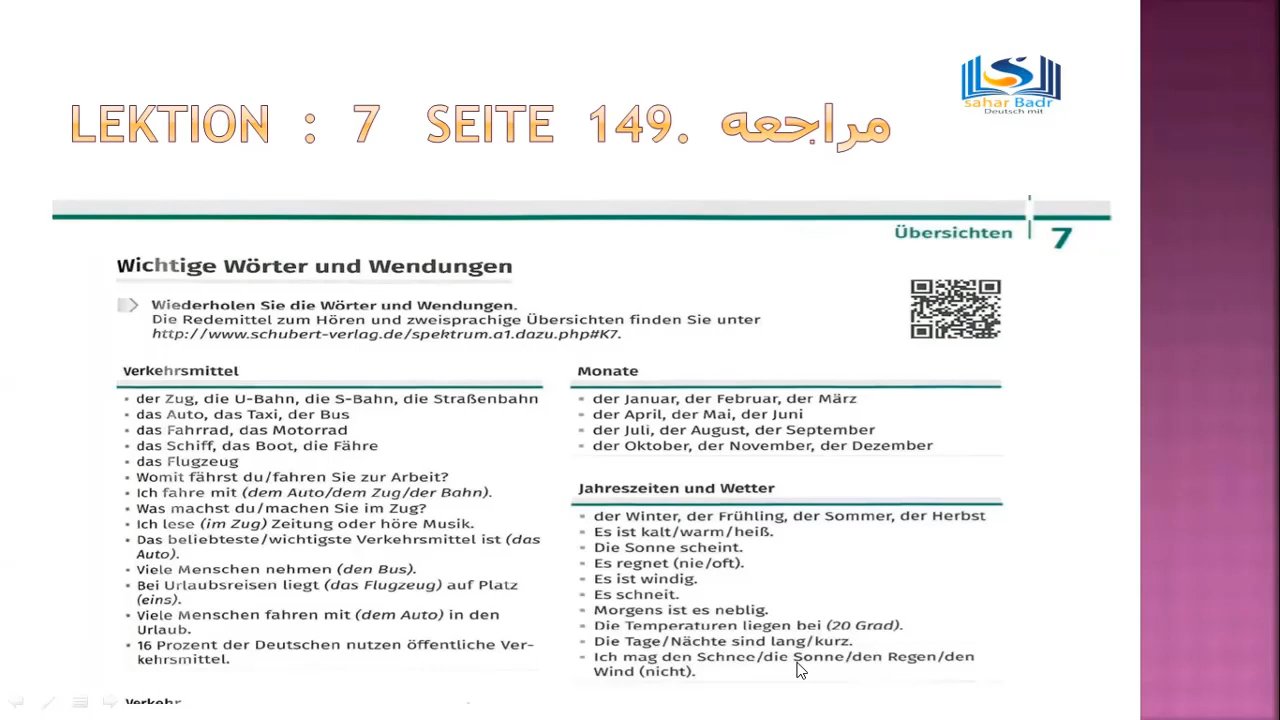 sahar Badr
Deutsch mit
LEKTION : 7 SEITE 149. مراجعه
Übersichten 7
Wichtige Wörter und Wendungen
Wiederholen Sie die Wörter und Wendungen.
Die Redemittel zum Hören und zweisprachige Übersichten finden Sie unter
http://www.schubert-verlag.de/spektrum.a1.dazu.php#K7.
Verkehrsmittel
• der Zug, die U-Bahn, die S-Bahn, die Straßenbahn
• das Auto, das Taxi, der Bus
• das Fahrrad, das Motorrad
• das Schiff, das Boot, die Fähre
• das Flugzeug
• Womit fährst du/fahren Sie zur Arbeit?
• Ich fahre mit (dem Auto/dem Zug/der Bahn).
• Was machst du/machen Sie im Zug?
• Ich lese (im Zug) Zeitung oder höre Musik.
• Das beliebteste/wichtigste Verkehrsmittel ist (das
Auto).
• Viele Menschen nehmen (den Bus).
• Bei Urlaubsreisen liegt (das Flugzeug) auf Platz
(eins).
• Viele Menschen fahren mit (dem Auto) in den
Urlaub.
• 16 Prozent der Deutschen nutzen öffentliche Ver-
kehrsmittel.
Verkehr
Monate
• der Januar, der Februar, der März
• der April, der Mai, der Juni
• der Juli, der August, der September
• der Oktober, der November, der Dezember
Jahreszeiten und Wetter
• der Winter, der Frühling, der Sommer, der Herbst
• Es ist kalt/warm/heiß.
• Die Sonne scheint.
• Es regnet (nie/oft).
• Es ist windig.
• Es schneit.
• Morgens ist es neblig.
• Die Temperaturen liegen bei (20 Grad).
• Die Tage/Nächte sind lang/kurz.
• Ich mag den Schnee/die Sonne/den Regen/den
Wind (nicht).